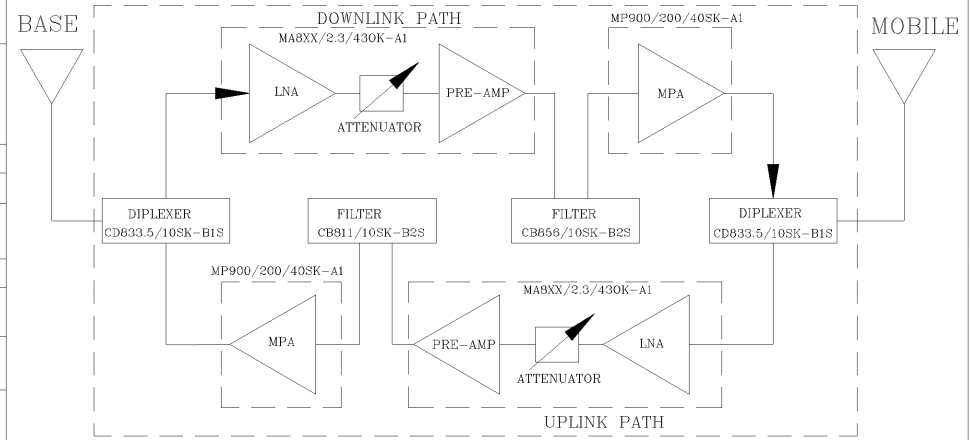 BASE
DOWNLINK PATH
MP900/200/40SK-A1
MOBILE
MA8XX/2.3/430K-A1
LNA
PRE-AMP
MPA
ATTENUATOR
DIPLEXER
CD833.5/10SK-B1S
FILTER
CB811/10SK-B2S
FILTER
CB856/10SK-B2S
DIPLEXER
CD833.5/10SK-B1S
MP900/200/40SK-A1
MA8XX/2.3/430K-A1
MPA
PRE-AMP
LNA
ATTENUATOR
UPLINK PATH